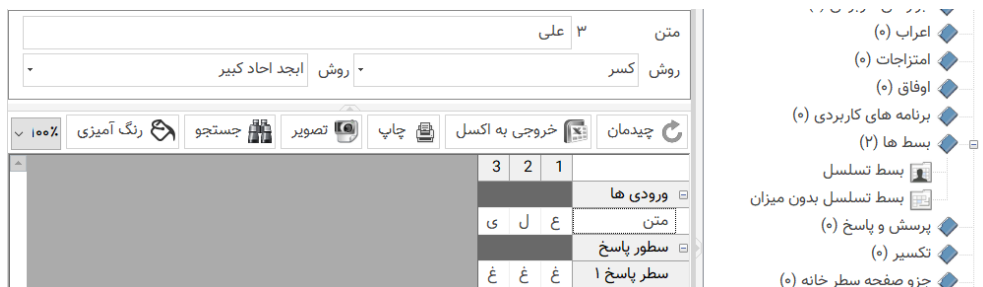 متن ۳ علی
روش کسر روش ابجد احاد کبیر
چیدمان خروجی به اکسل چاپ تصویر جستجو رنگ آمیزی ۱۰۰٪
1 2 3
ورودی ها
متن ع ل ی
سطور پاسخ
سطر پاسخ ۱ غ غ غ
اعراب (۰)
امتزاجات (۰)
اوفاق (۰)
برنامه های کاربردی (۰)
بسط ها (۲)
بسط تسلسل
بسط تسلسل بدون میزان
پرسش و پاسخ (۰)
تکسیر (۰)
جزو صفحه سطر خانه (۰)